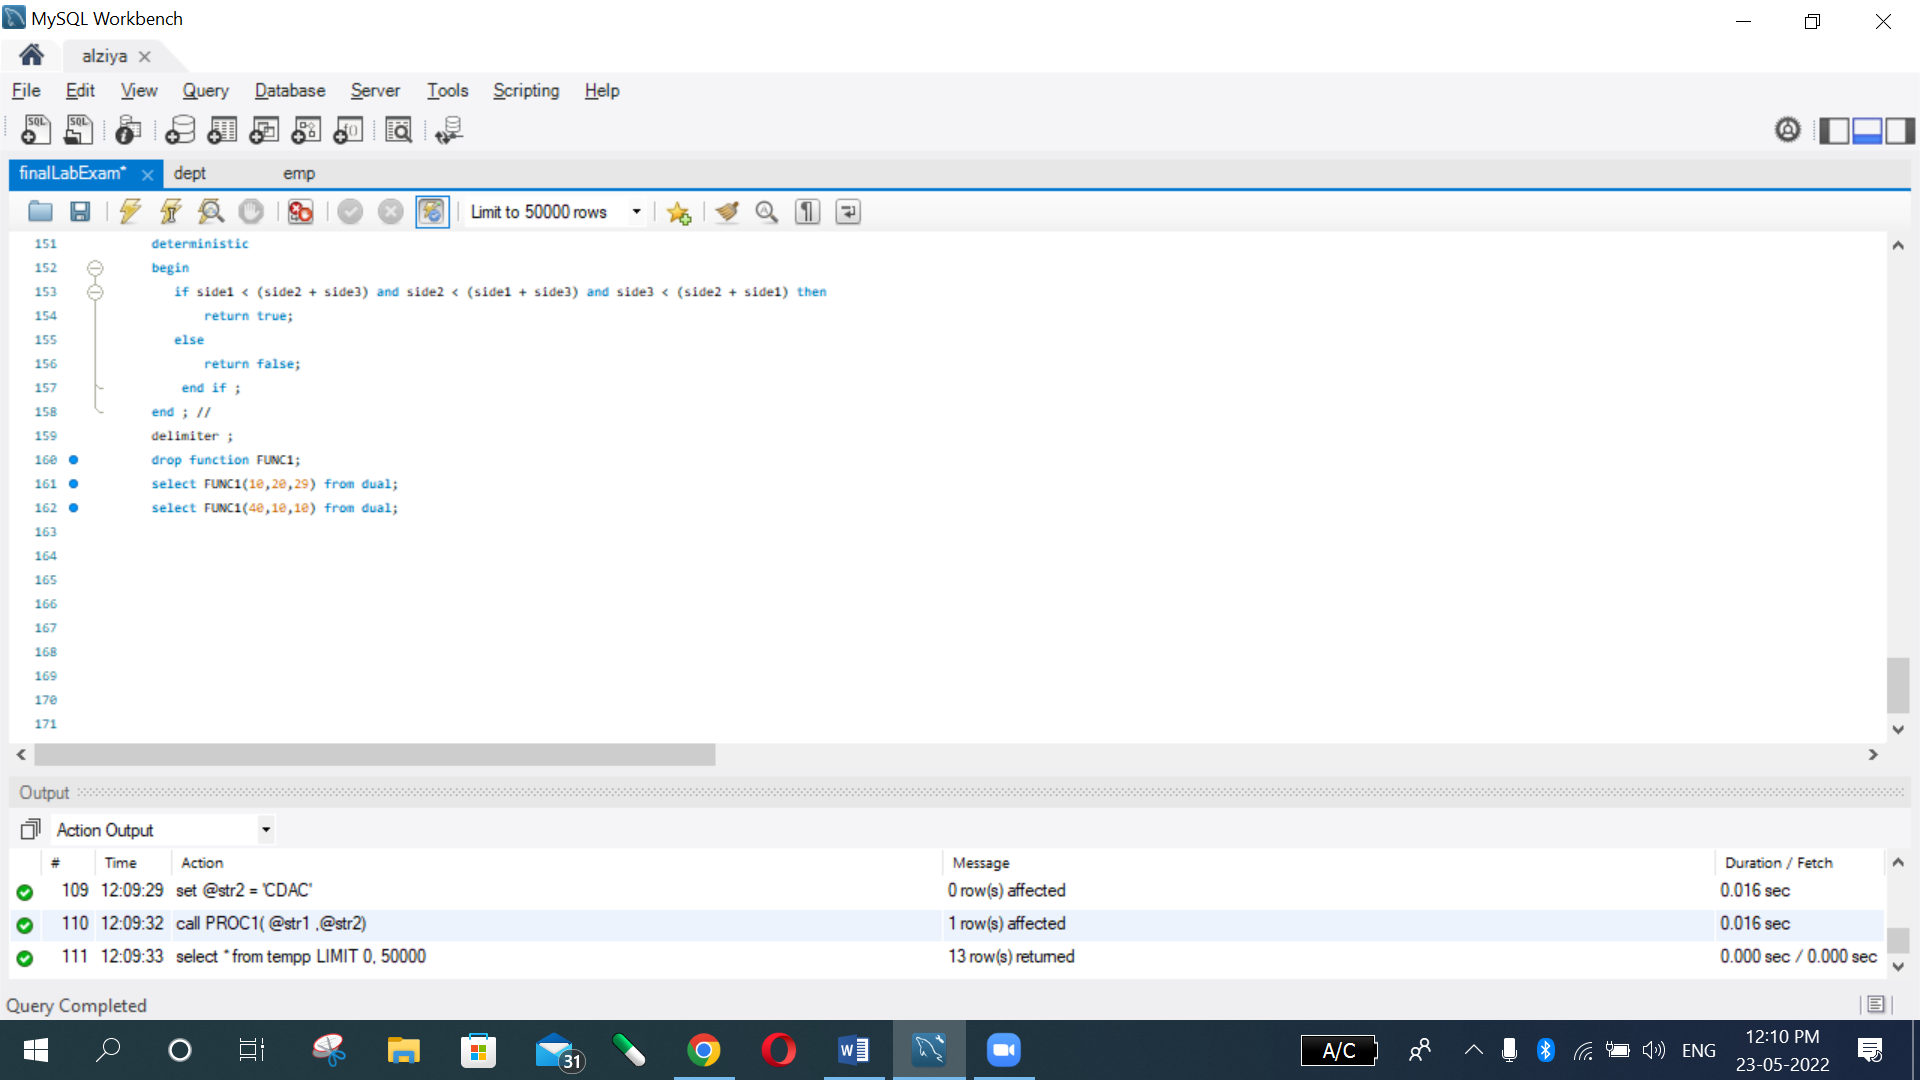 MySQL Workbench
alziya
File Edit View Query Database Server Tools Scripting Help
finalLabExam* dept emp
Limit to 50000 rows
151 deterministic
152 begin
153 if side1 < (side2 + side3) and side2 < (side1 + side3) and side3 < (side2 + side1) then
154 return true;
155 else
156 return false;
157 end if ;
158 end ; //
159 delimiter ;
160 drop function FUNC1;
161 select FUNC1(10,20,29) from dual;
162 select FUNC1(40,10,10) from dual;
163
164
165
166
167
168
169
170
171
Output
Action Output
# Time Action Message Duration / Fetch
109 12:09:29 set @str2 = 'CDAC' 0 row(s) affected 0.016 sec
110 12:09:32 call PROC1( @str1 ,@str2) 1 row(s) affected 0.016 sec
111 12:09:33 select * from tempp LIMIT 0, 50000 13 row(s) returned 0.000 sec / 0.000 sec
Query Completed
31 A/C ENG 12:10 PM
23-05-2022